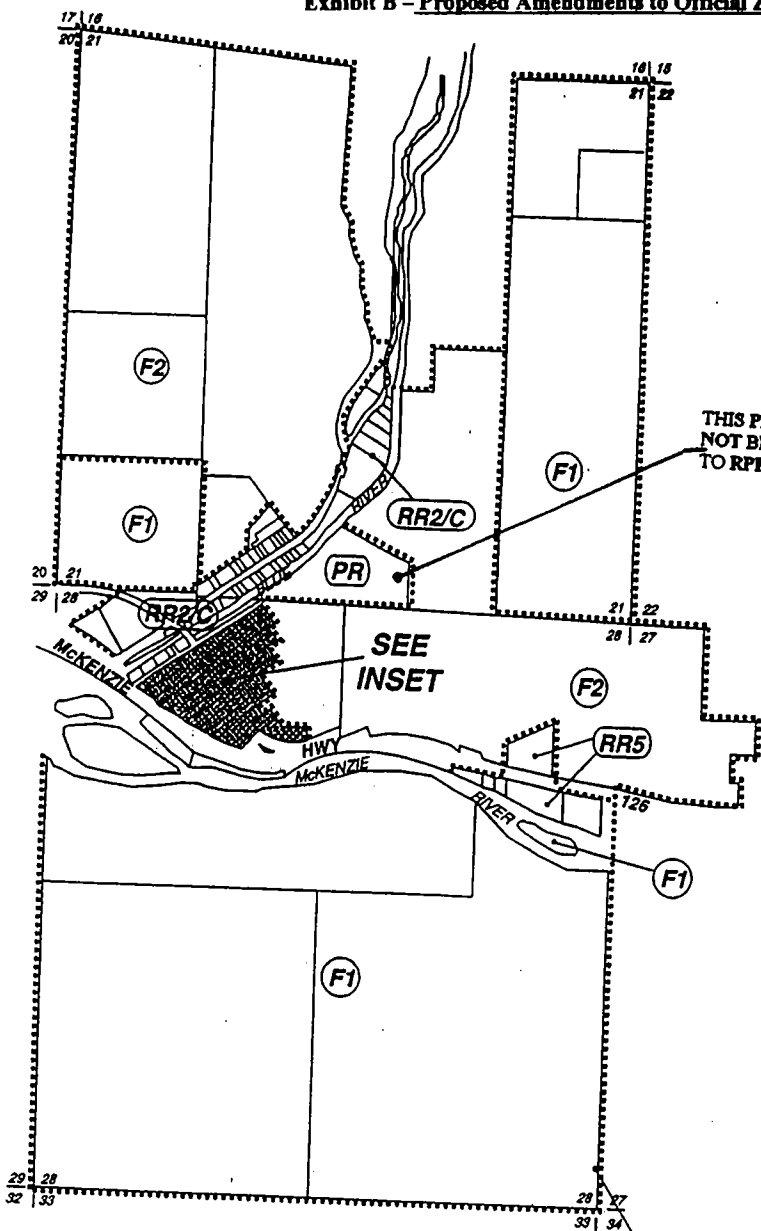 Exhibit B – Proposed Amendments to Official
17 16
20 21
16 15
21 22
F2
THIS
NOT
TO
F1
RIVER
RR2/C
F1
PR
20 21
29 28
RR2/C
21 22
28 27
McKENZIE
SEE
INSET
F2
HWY
RR5
McKENZIE
126
RIVER
F1
F1
29 28
32 33
28 27
33 34